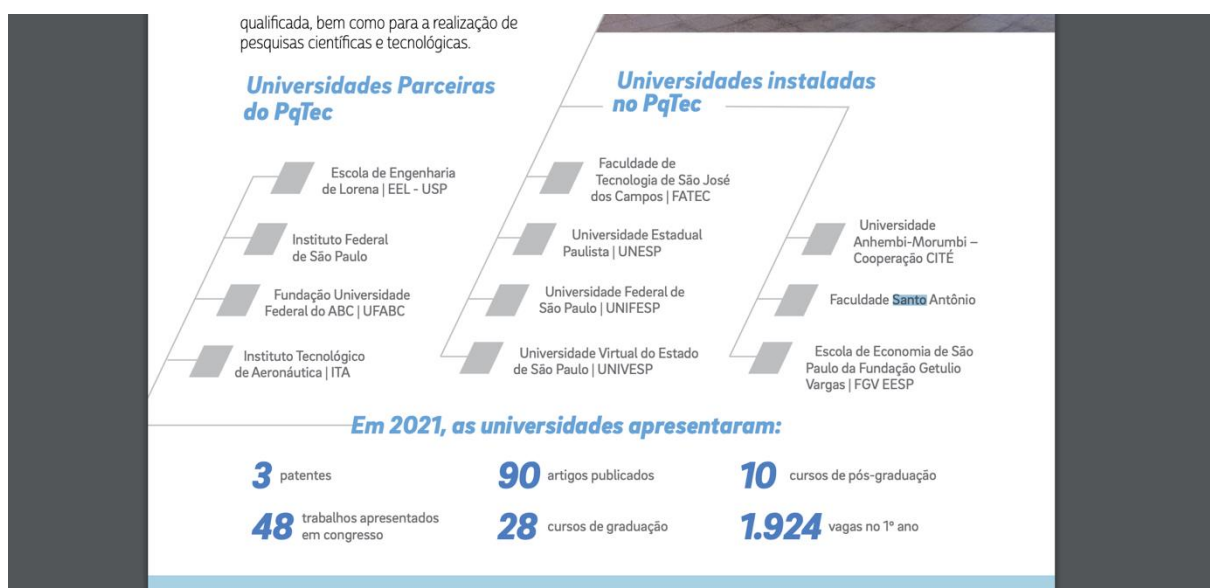 qualificada, bem como para a realização de
pesquisas científicas e tecnológicas.
Universidades Parceiras
do PqTec
Escola de Engenharia
de Lorena | EEL - USP
Instituto Federal
de São Paulo
Fundação Universidade
Federal do ABC | UFABC
Instituto Tecnológico
de Aeronáutica | ITA
Universidades instaladas
no PqTec
Faculdade de
Tecnologia de São José
dos Campos | FATEC
Universidade Estadual
Paulista | UNESP
Universidade Federal de
São Paulo | UNIFESP
Universidade Virtual do Estado
de São Paulo | UNIVESP
Universidade
Anhembi-Morumbi –
Cooperação CITÉ
Faculdade Santo Antônio
Escola de Economia de São
Paulo da Fundação Getulio
Vargas | FGV EESP
Em 2021, as universidades apresentaram:
3 patentes
90 artigos publicados
10 cursos de pós-graduação
48 trabalhos apresentados
em congresso
28 cursos de graduação
1.924 vagas no 1º ano